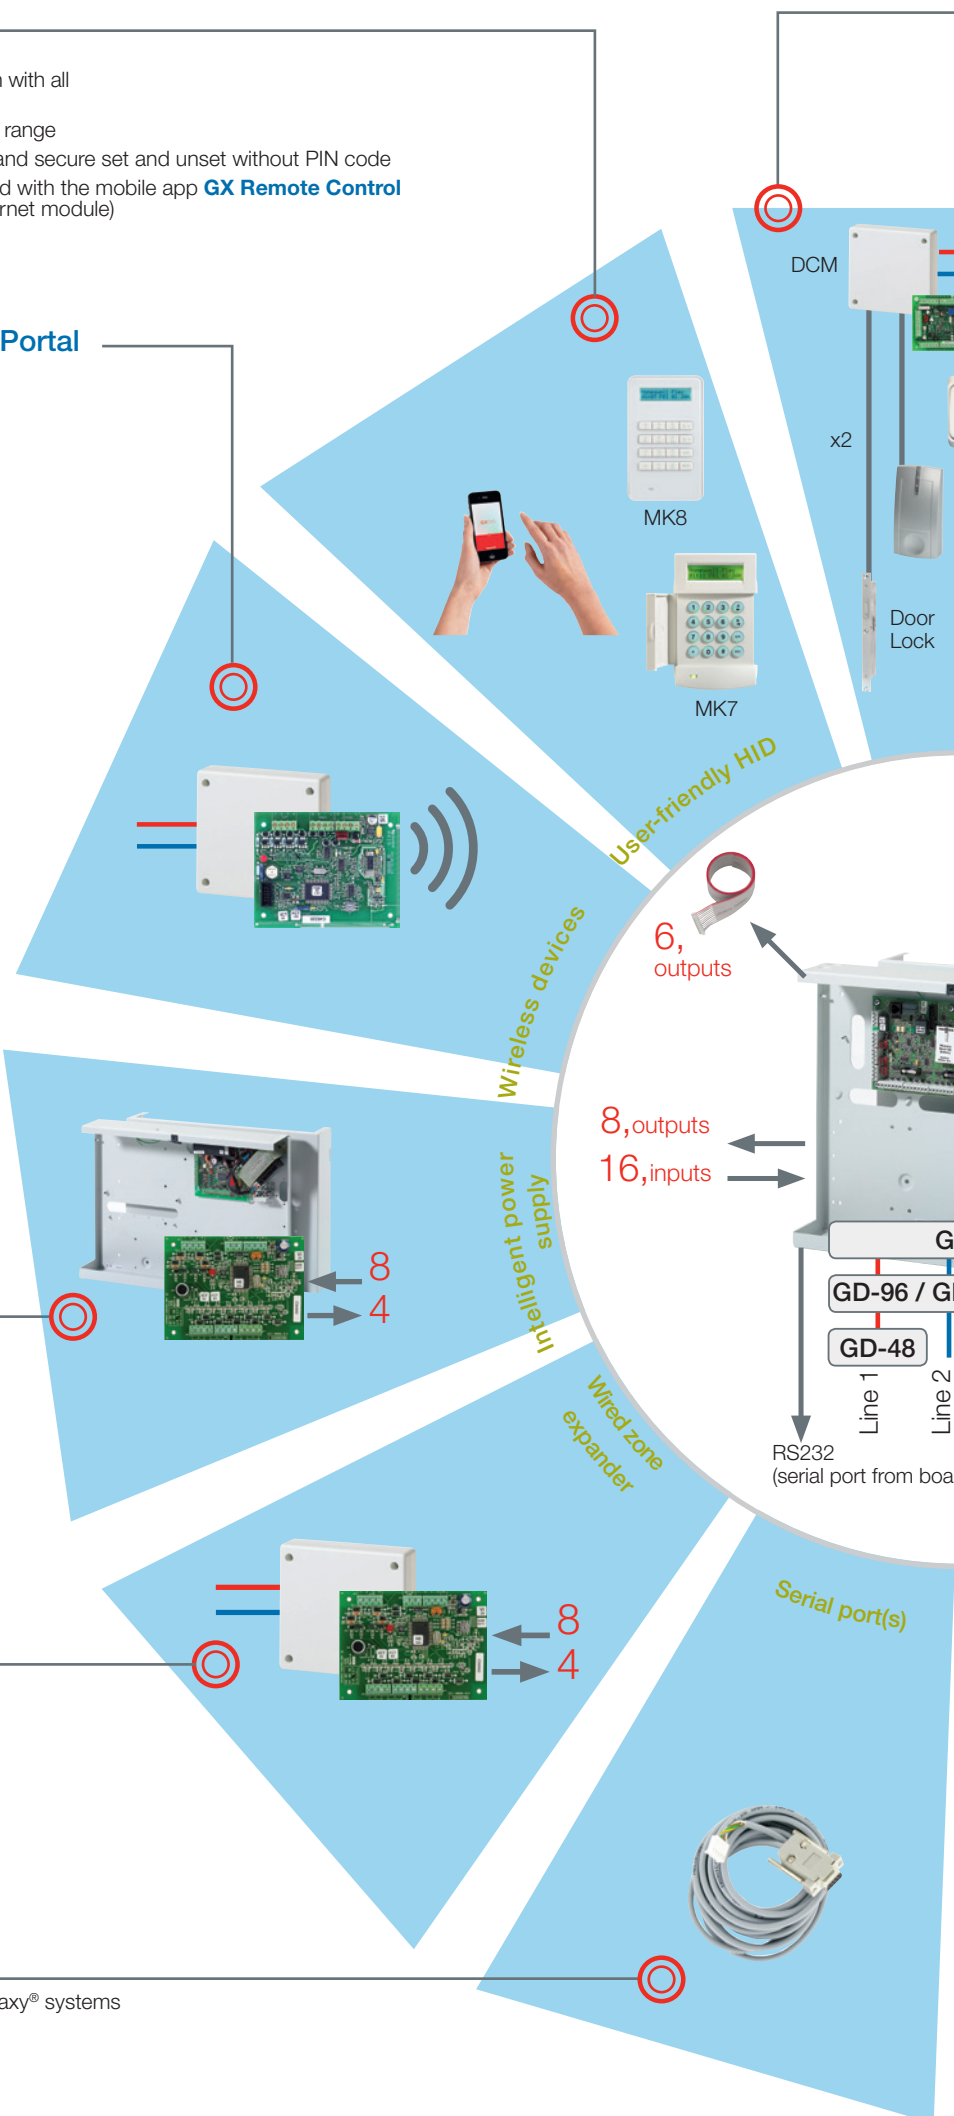 with all
range
and secure set and unset without PIN code
d with the mobile app GX Remote Control
rnet module)
Portal
DCM
x2
Door
Lock
MK8
MK7
User-friendly HID
Wireless devices
Intelligent power
supply
Wired zone
expander
Serial port(s)
6,
outputs
8, outputs
16, inputs
8
4
8
4
G
GD-96 / G
GD-48
Line 1
Line 2
RS232
(serial port from boa
axy® systems